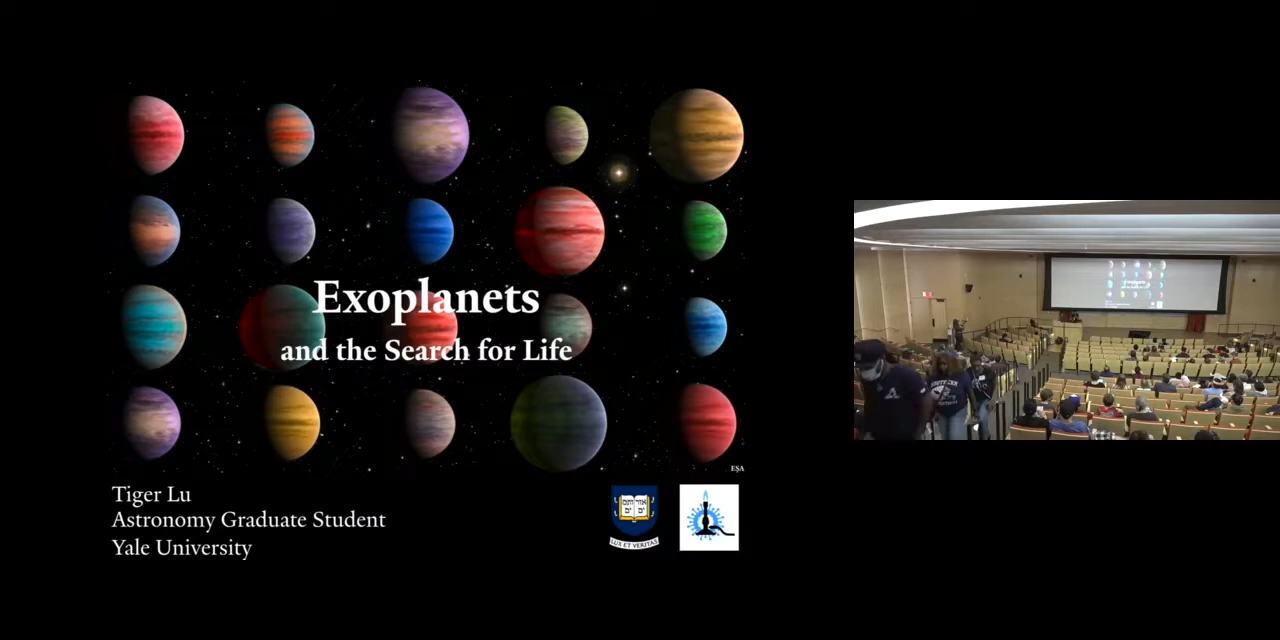 Exoplanets
and the Search for Life
ESA
Tiger Lu
Astronomy Graduate Student
Yale University
LUX ET VERITAS